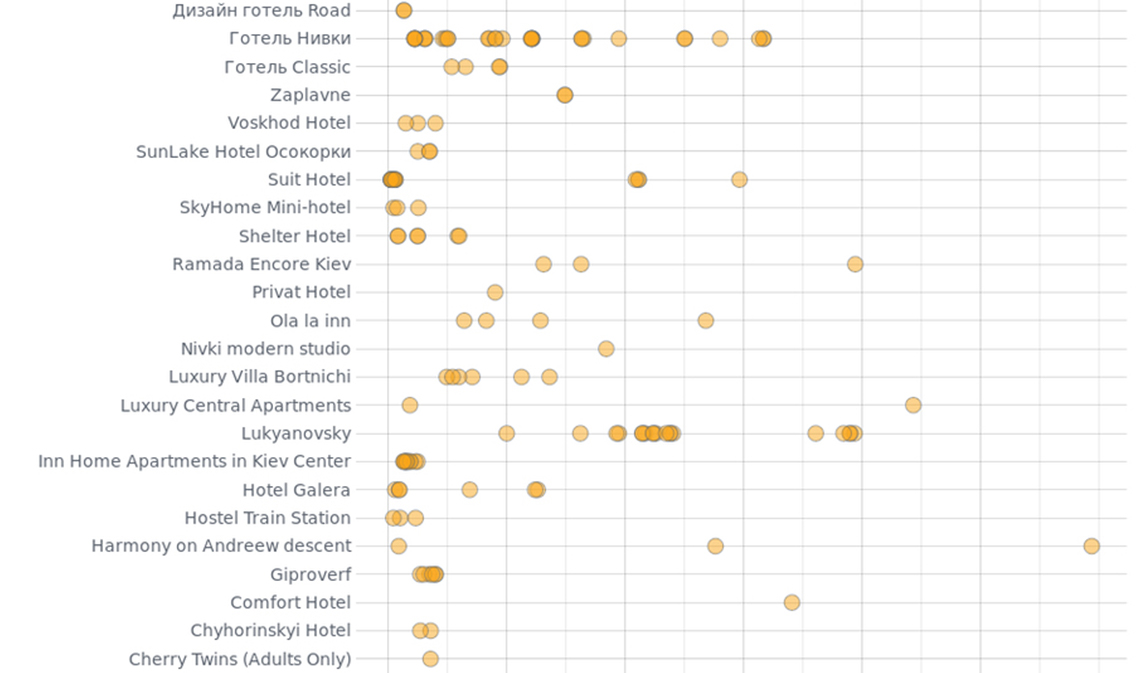 Дизайн готель Road
Готель Нивки
Готель Classic
Zaplavne
Voskhod Hotel
SunLake Hotel Осокорки
Suit Hotel
SkyHome Mini-hotel
Shelter Hotel
Ramada Encore Kiev
Privat Hotel
Ola la inn
Nivki modern studio
Luxury Villa Bortnichi
Luxury Central Apartments
Lukyanovsky
Inn Home Apartments in Kiev Center
Hotel Galera
Hostel Train Station
Harmony on Andreew descent
Giproverf
Comfort Hotel
Chyhorinskyi Hotel
Cherry Twins (Adults Only)